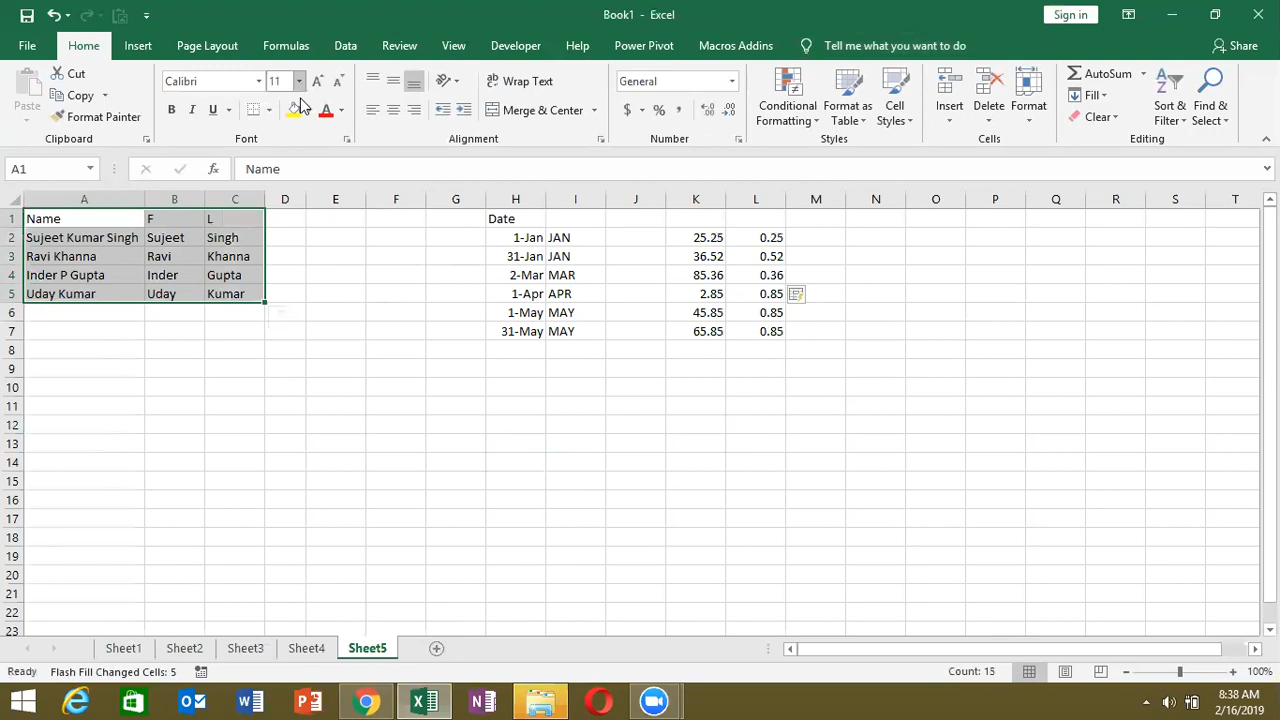 Book1 - Excel
Sign in
File Home Insert Page Layout Formulas Data Review View Developer Help Power Pivot Macros Addins Tell me what you want to do Share
Paste Cut Copy Format Painter Clipboard
Calibri 11 A A B I U A Font
Wrap Text Merge & Center Alignment
General $ % , Number
Conditional Formatting Format as Table Cell Styles Styles
Insert Delete Format Cells
AutoSum Fill Clear Sort & Filter Find & Select Editing
A1 fx Name
A B C D E F G H I J K L M N O P Q R S T
1 Name F L Date
2 Sujeet Kumar Singh Sujeet Singh 1-Jan JAN 25.25 0.25
3 Ravi Khanna Ravi Khanna 31-Jan JAN 36.52 0.52
4 Inder P Gupta Inder Gupta 2-Mar MAR 85.36 0.36
5 Uday Kumar Uday Kumar 1-Apr APR 2.85 0.85
6 1-May MAY 45.85 0.85
7 31-May MAY 65.85 0.85
8
9
10
11
12
13
14
15
16
17
18
19
20
21
22
23
Sheet1 Sheet2 Sheet3 Sheet4 Sheet5
Ready Flash Fill Changed Cells: 5 Count: 15 100%
8:38 AM
2/16/2019